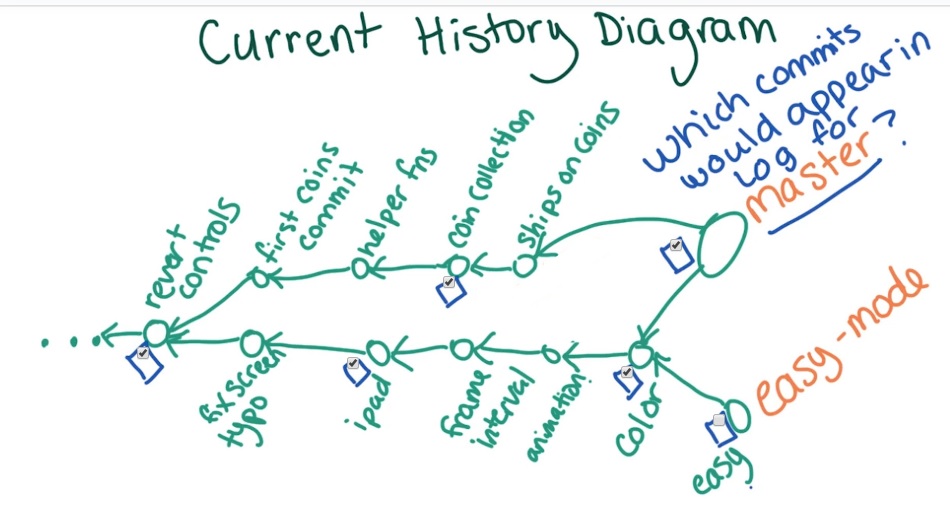 Current History Diagram
which commits
would appear in
log for
master?
revert
controls
first coins
commit
helper fns
coin collection
ships on coins
...
fix screen
typo
ipad
frame
interval
animation!
color
easy
easy-mode